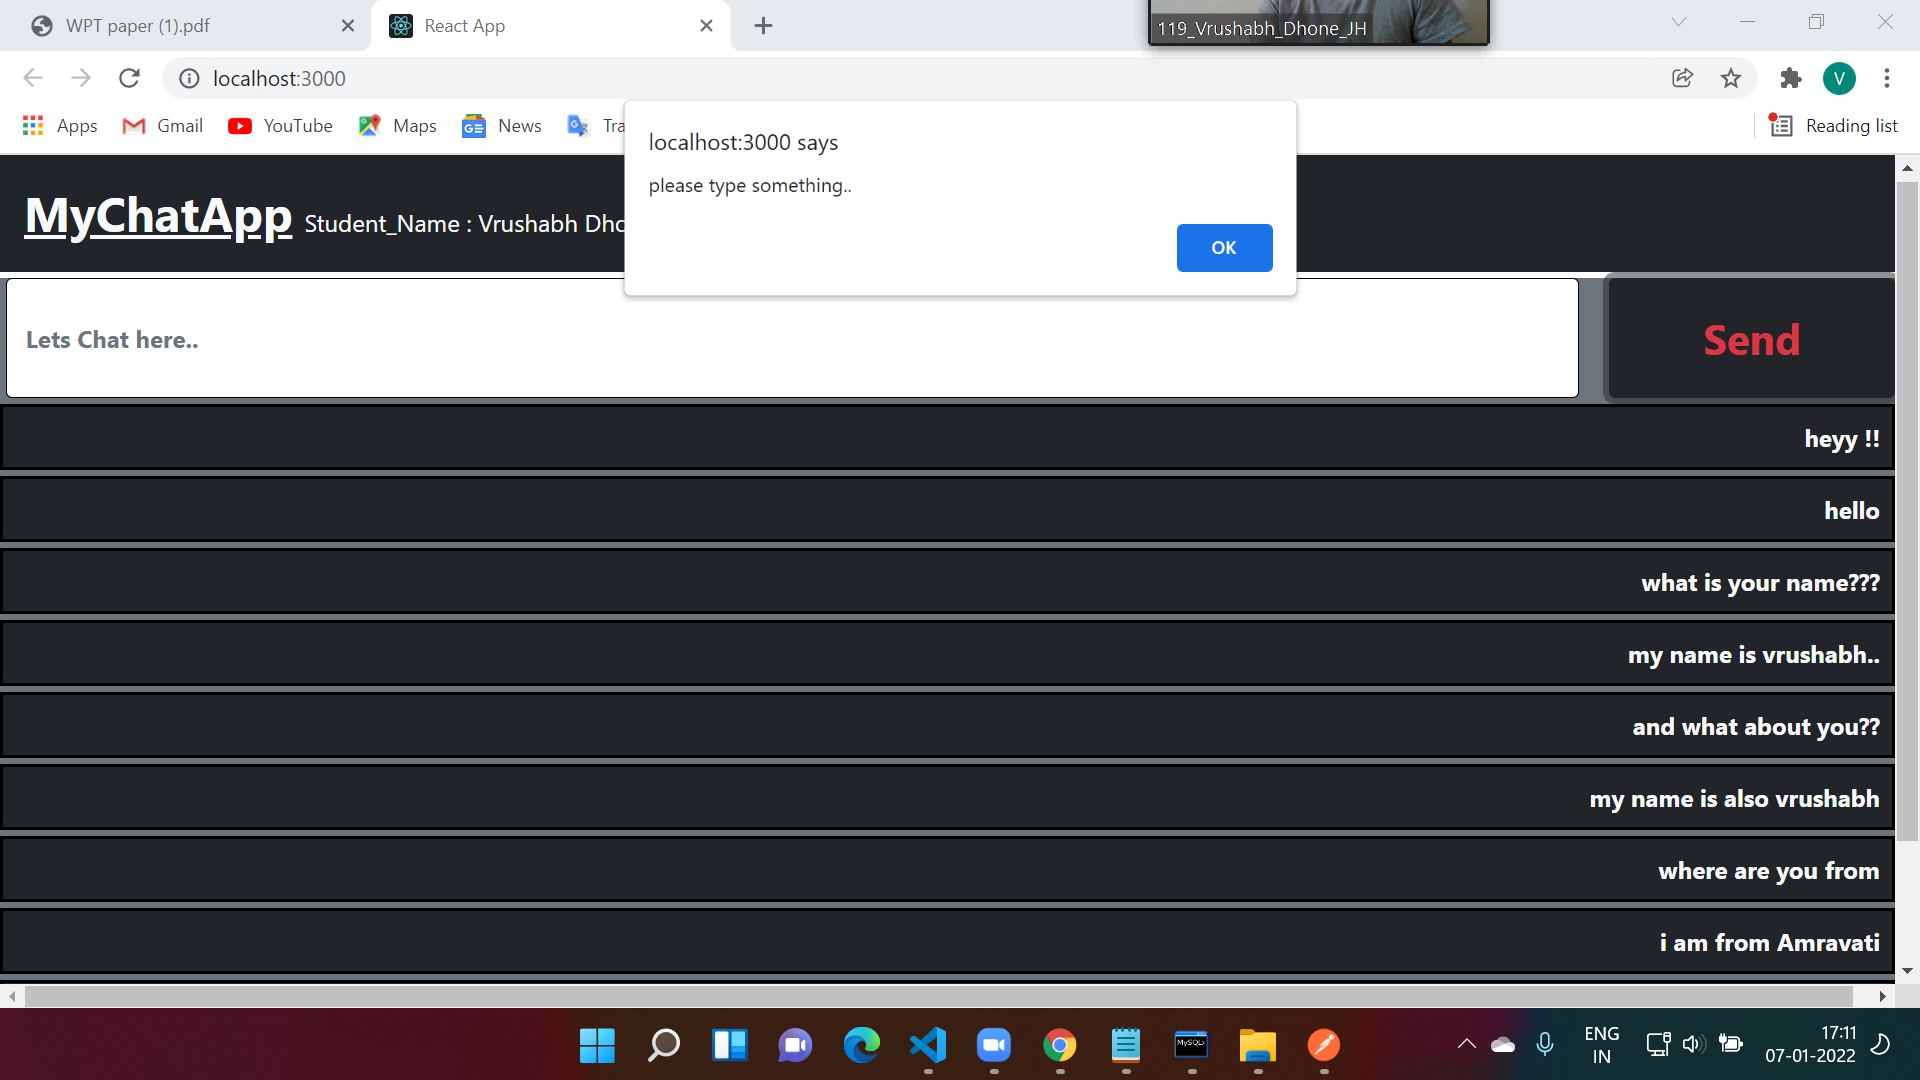 WPT paper (1).pdf
React App
119_Vrushabh_Dhone_JH
localhost:3000
V
Apps
Gmail
YouTube
Maps
News
Tra
Reading list
localhost:3000 says
please type something..
OK
MyChatApp Student_Name : Vrushabh Dho
Lets Chat here..
Send
heyy !!
hello
what is your name???
my name is vrushabh..
and what about you??
my name is also vrushabh
where are you from
i am from Amravati
MySQL>
ENG
IN
17:11
07-01-2022